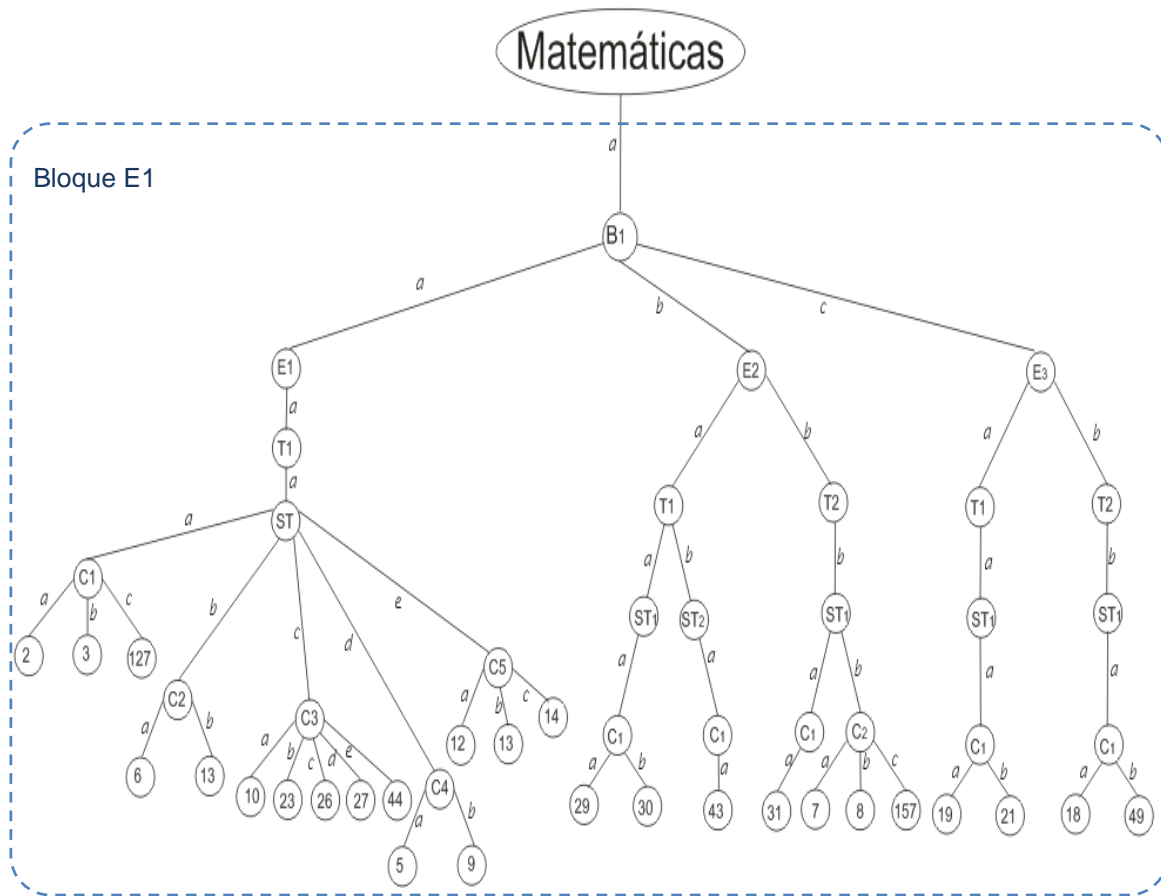 Matemáticas
a
Bloque E1
B1
a
b
c
E1
E2
E3
a
T1
a
b
a
b
a
ST
T1
T2
T1
T2
a
b
c
d
e
a
b
b
a
b
C1
ST1
ST2
ST1
ST1
ST1
a
b
c
a
a
a
b
a
a
2
3
127
C5
C2
a
b
c
a
b
C3
14
12
13
C1
C1
C1
C2
C1
C1
a
b
c
d
e
a
b
a
a
a
b
c
a
b
a
b
6
13
C4
10
23
26
27
44
a
b
29
30
43
31
7
8
157
19
21
18
49
5
9